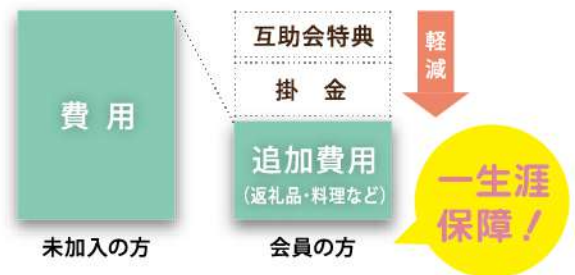 費用
未加入の方
互助会特典
掛金
追加費用
(返礼品・料理など)
会員の方
軽減
一生涯
保障!